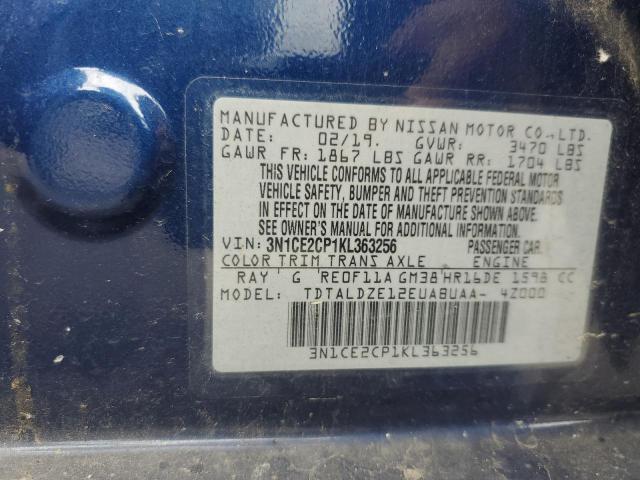 MANUFACTURED BY NISSAN MOTOR CO.,LTD.
DATE: 02/19. GVWR: 3470 LBS
GAWR FR: 1867 LBS GAWR RR: 1704 LBS
THIS VEHICLE CONFORMS TO ALL APPLICABLE FEDERAL MOTOR
VEHICLE SAFETY, BUMPER AND THEFT PREVENTION STANDARDS
IN EFFECT ON THE DATE OF MANUFACTURE SHOWN ABOVE.
SEE OWNER'S MANUAL FOR ADDITIONAL INFORMATION.
VIN: 3N1CE2CP1KL363256 PASSENGER CAR
COLOR TRIM TRANS AXLE ENGINE
RAY G RE0F11A GM38 HR16DE 1598 CC
MODEL: TDTALDZE12EUA8UAA- 4Z000
3N1CE2CP1KL363256